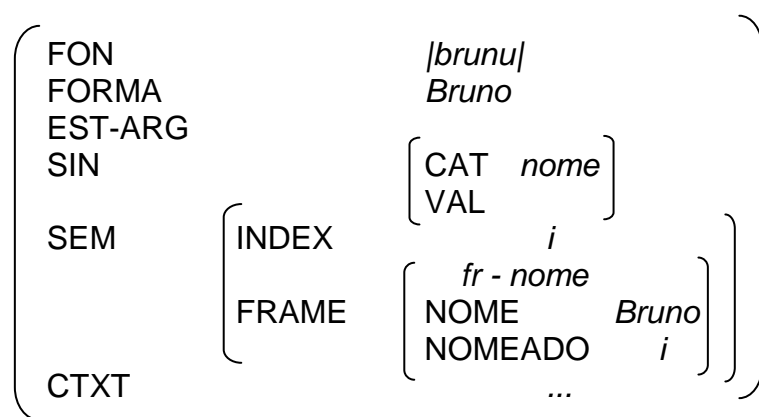 FON |brunu|
FORMA Bruno
EST-ARG
SIN CAT nome
VAL
SEM INDEX i
fr - nome
FRAME NOME Bruno
NOMEADO i
CTXT ...